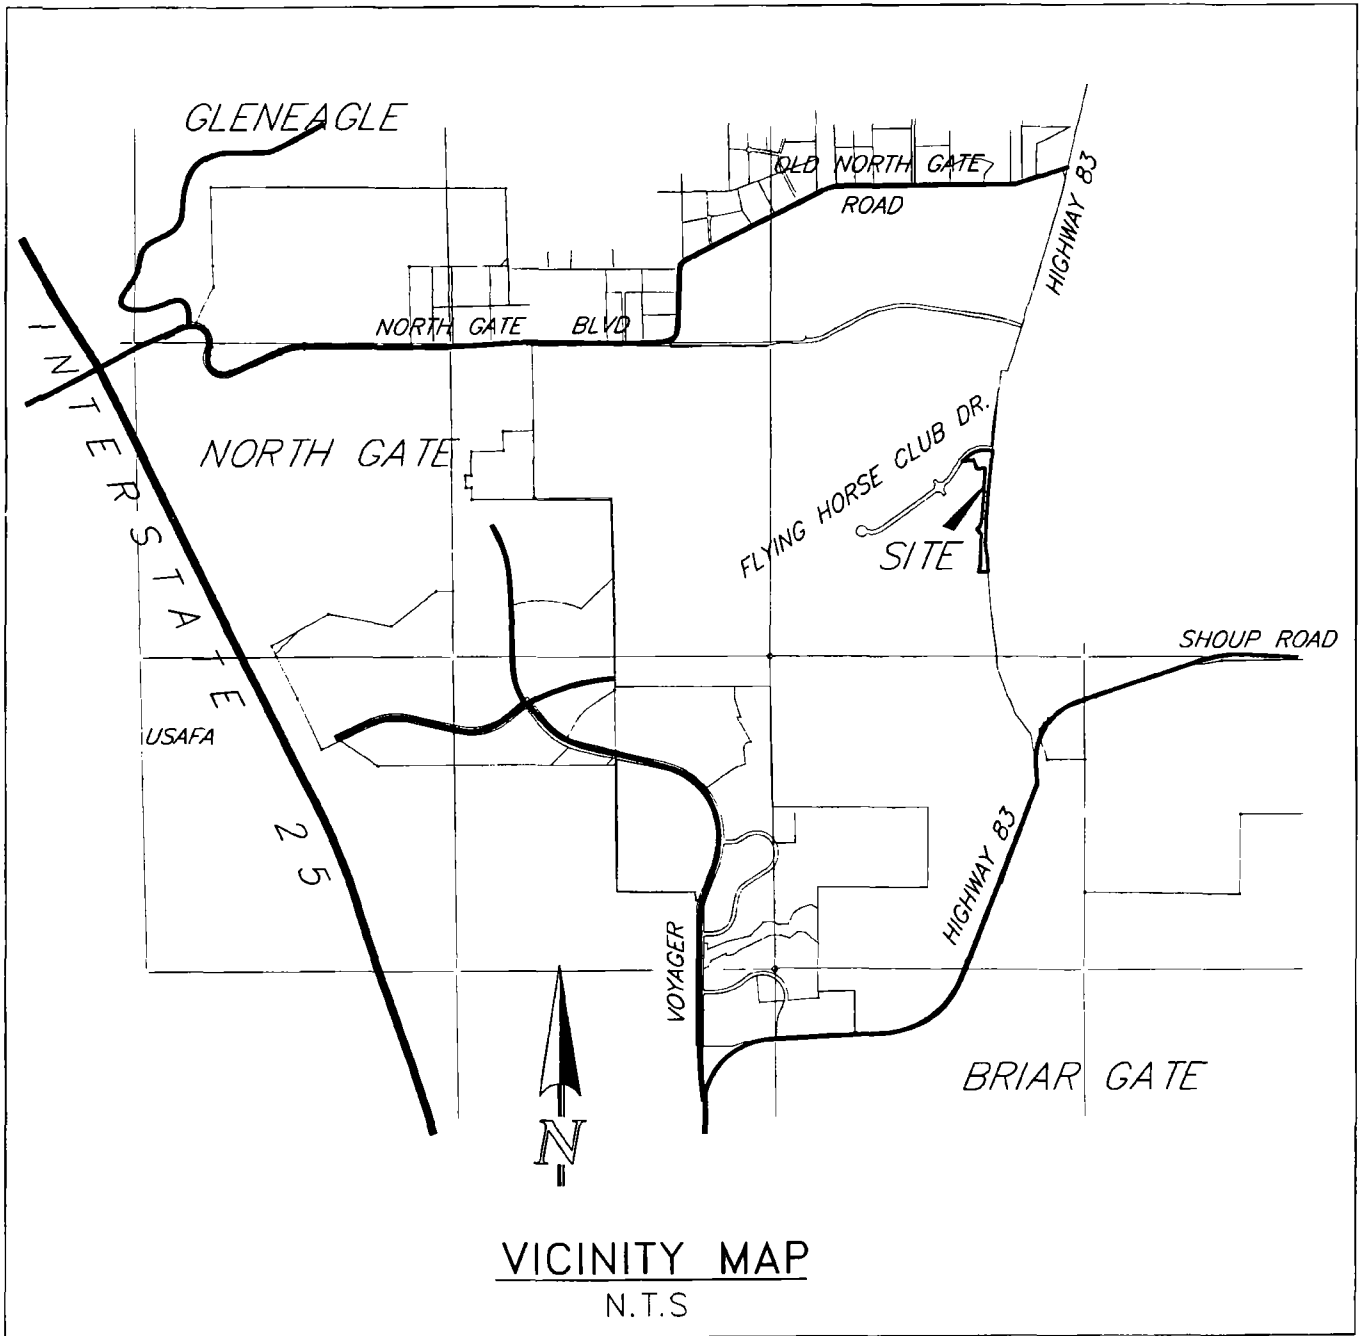 GLENEAGLE
OLD NORTH GATE
ROAD
HIGHWAY 83
NORTH GATE BLVD
INTERSTATE 25
NORTH GATE
FLYING HORSE CLUB DR.
SITE
SHOUP ROAD
USAFA
HIGHWAY 83
VOYAGER
BRIAR GATE
N
VICINITY MAP
N.T.S